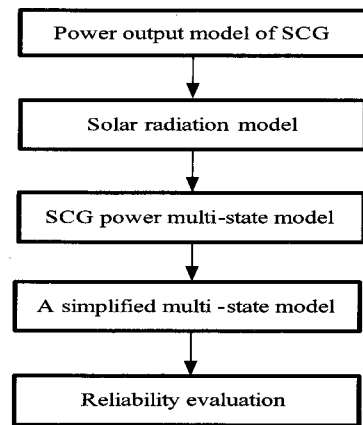 Power output model of SCG
Solar radiation model
SCG power multi-state model
A simplified multi -state model
Reliability evaluation